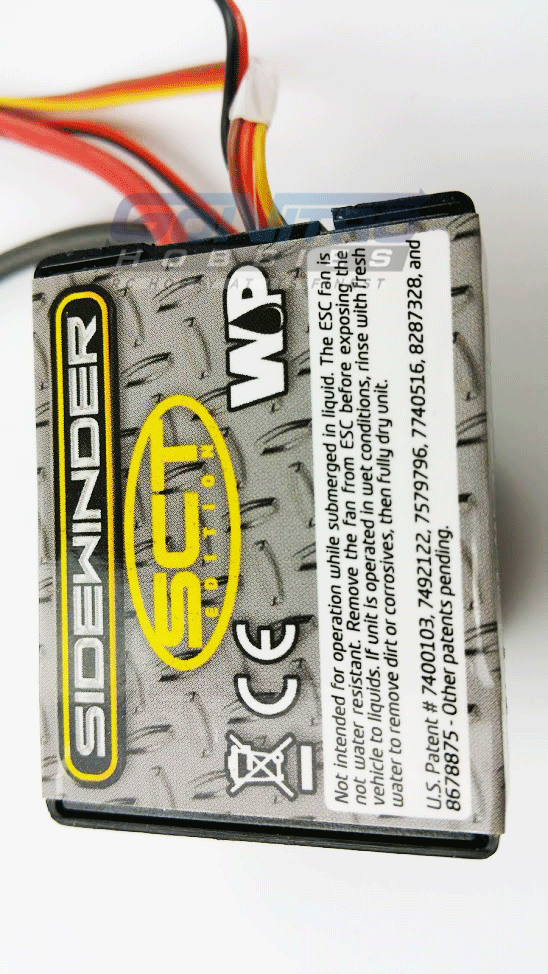 SIDEWINDER
SCT
EDITION
WP
CE
Not intended for operation while submerged in liquid. The ESC fan is
not water resistant. Remove the fan from ESC before exposing the
vehicle to liquids. If unit is operated in wet conditions, rinse with fresh
water to remove dirt or corrosives, then fully dry unit.
U.S. Patent # 7400103, 7492122, 7579796, 7740516, 8287328, and
8678875 - Other patents pending.
HOBBIES